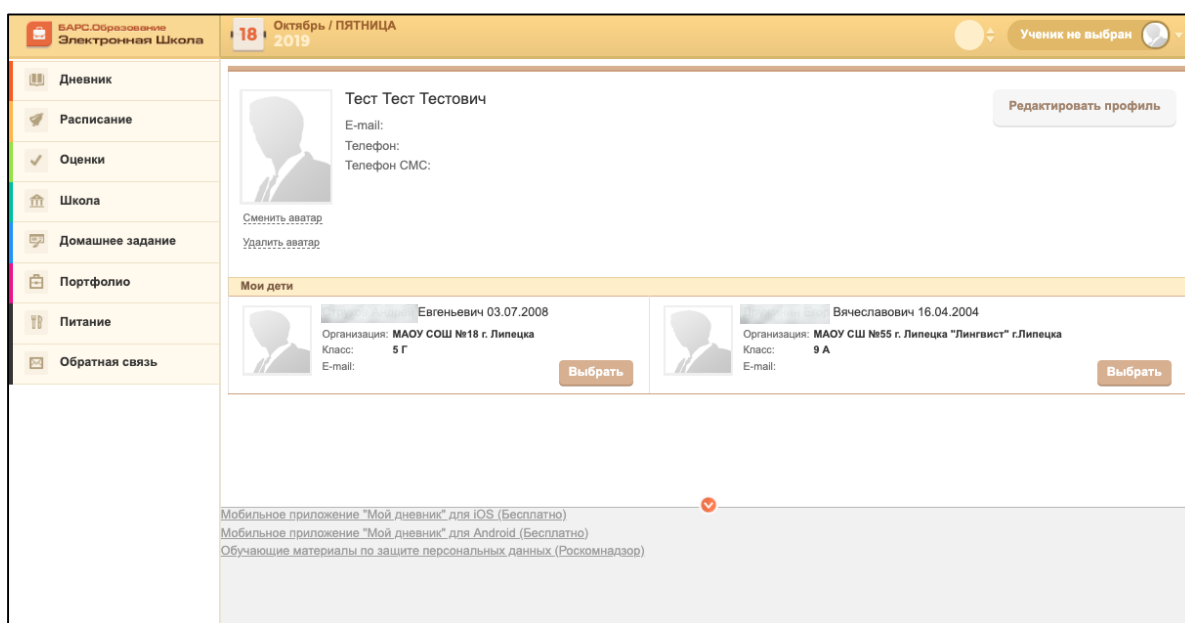 БАРС.Образование
Электронная Школа
18
Октябрь / ПЯТНИЦА
2019
Ученик не выбран
Дневник
Расписание
Оценки
Школа
Домашнее задание
Портфолио
Питание
Обратная связь
Тест Тест Тестович
E-mail:
Телефон:
Телефон СМС:
Редактировать профиль
Сменить аватар
Удалить аватар
Мои дети
Евгеньевич 03.07.2008
Организация: МАОУ СОШ №18 г. Липецка
Класс: 5 Г
E-mail:
Выбрать
Вячеславович 16.04.2004
Организация: МАОУ СШ №55 г. Липецка "Лингвист" г.Липецка
Класс: 9 А
E-mail:
Выбрать
Мобильное приложение "Мой дневник" для iOS (Бесплатно)
Мобильное приложение "Мой дневник" для Android (Бесплатно)
Обучающие материалы по защите персональных данных (Роскомнадзор)